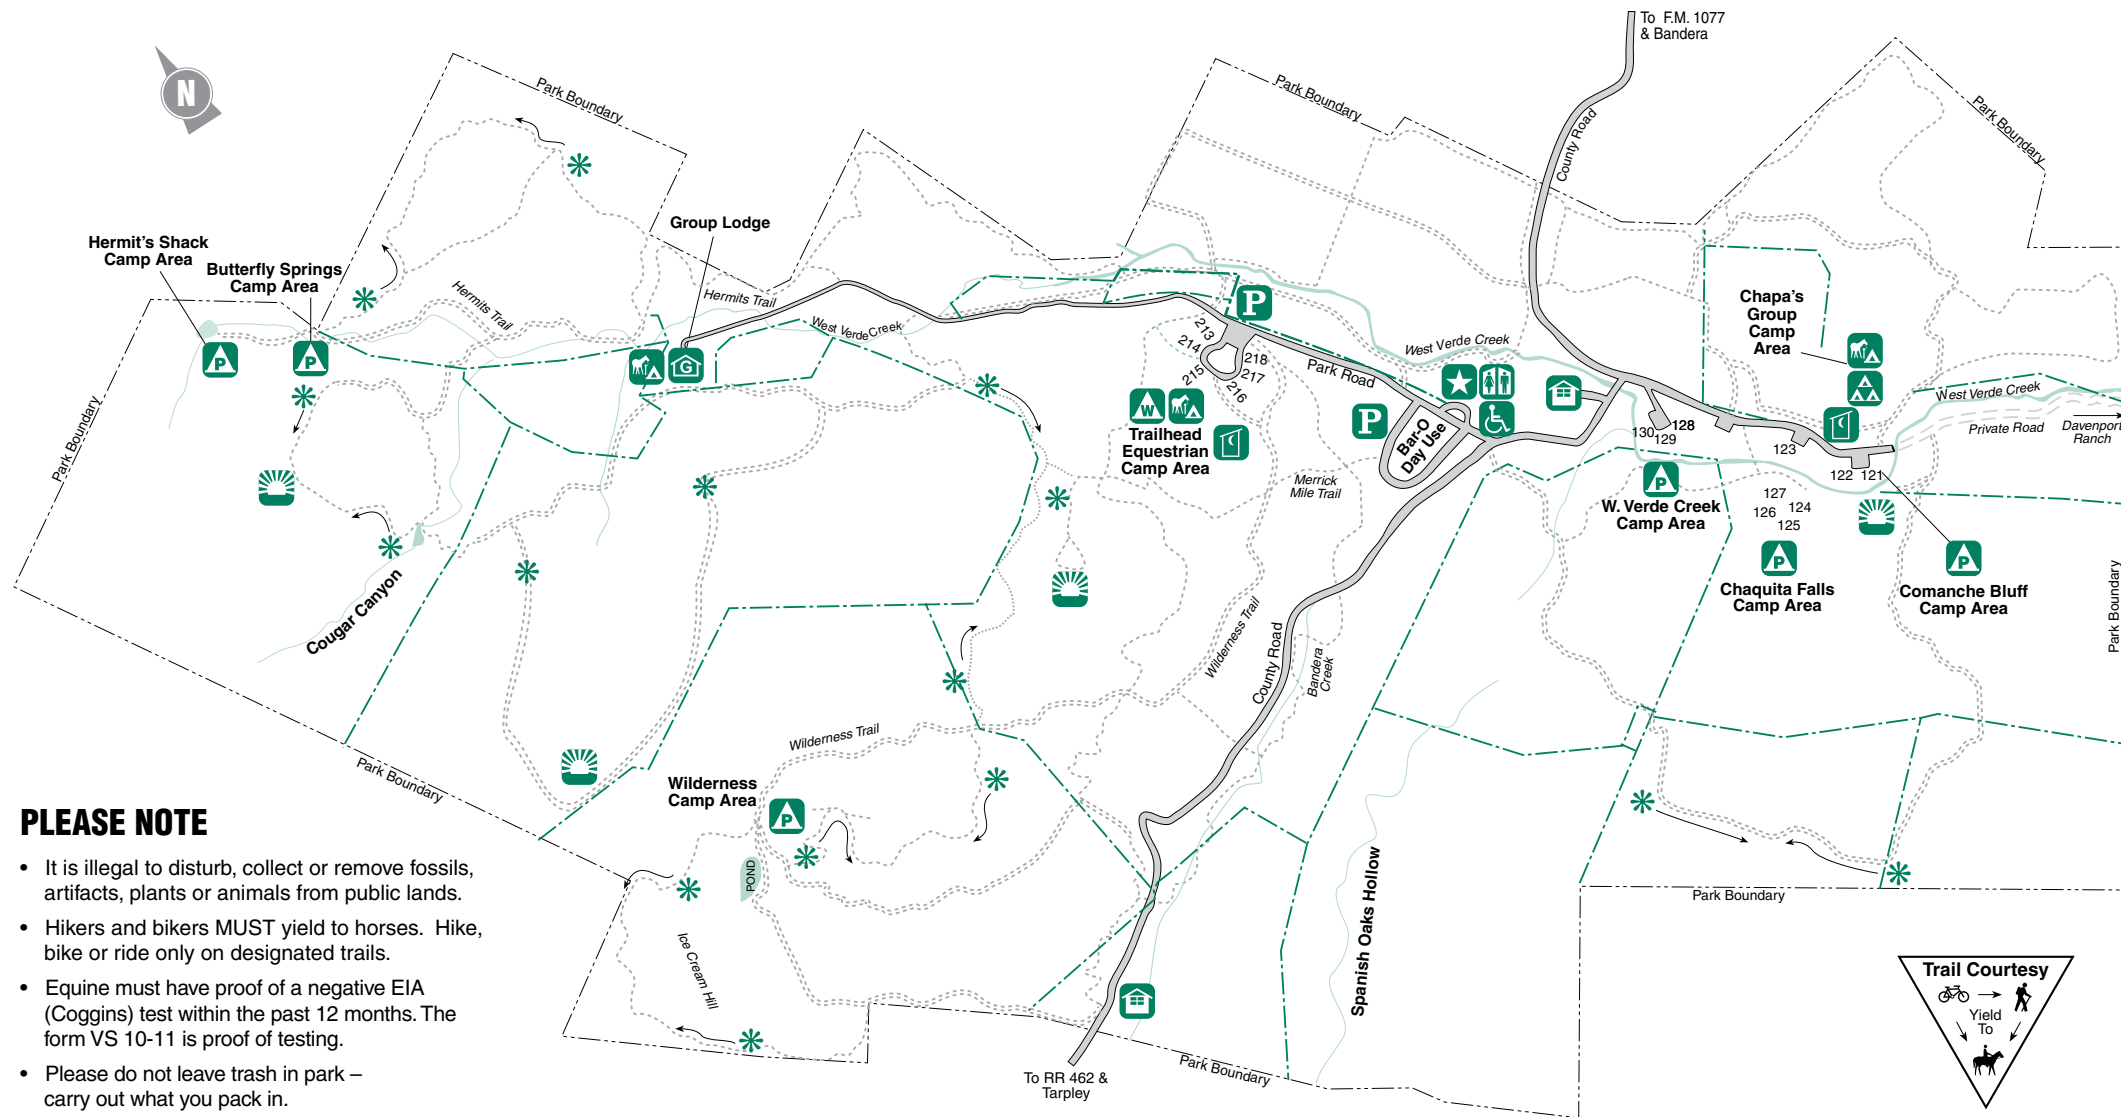 To F.M. 1077
& Bandera
N
Park Boundary
Park Boundary
Park Boundary
County Road
Group Lodge
Hermit's Shack
Camp Area
Butterfly Springs
Camp Area
Hermits Trail
Hermits Trail
West Verde Creek
G
P
P
P
213
214
215
216
217
218
Park Road
West Verde Creek
P
Bar-O
Day Use
W
Trailhead
Equestrian
Camp Area
Merrick
Mile Trail
Chapa's
Group
Camp
Area
West Verde Creek
Private Road
Davenport
Ranch
130
129
128
123
122
121
P
W. Verde Creek
Camp Area
127
126
124
125
P
Chaquita Falls
Camp Area
P
Comanche Bluff
Camp Area
Park Boundary
Park Boundary
Cougar Canyon
Wilderness Trail
County Road
Bandera
Creek
Wilderness Trail
Park Boundary
Wilderness
Camp Area
P
POND
Ice Cream Hill
Spanish Oaks Hollow
Park Boundary
Park Boundary
To RR 462 &
Tarpley
PLEASE NOTE
• It is illegal to disturb, collect or remove fossils,
artifacts, plants or animals from public lands.
• Hikers and bikers MUST yield to horses. Hike,
bike or ride only on designated trails.
• Equine must have proof of a negative EIA
(Coggins) test within the past 12 months. The
form VS 10-11 is proof of testing.
• Please do not leave trash in park –
carry out what you pack in.
Trail Courtesy
Yield
To